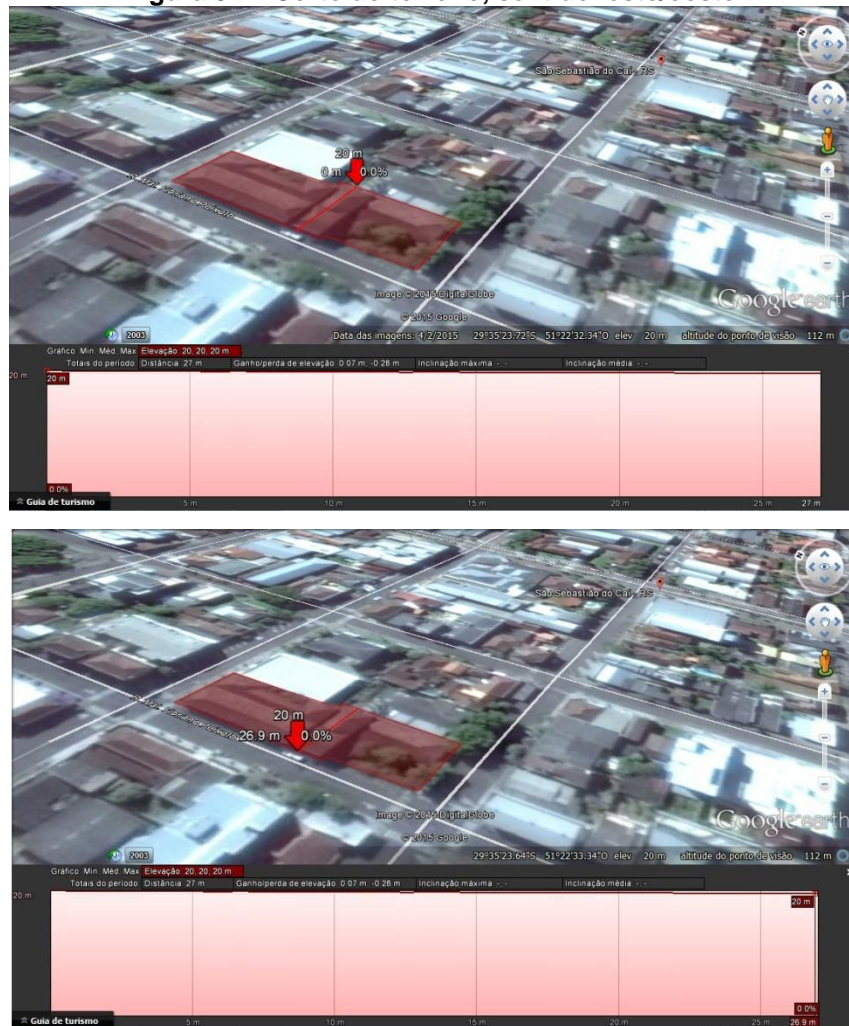 20 m
0 m 0.0%
São Sebastião do Caí - RS
N
Image © 2015 DigitalGlobe
© 2015 Google
Google earth
2003
Data das imagens: 4/2/2015 29°35'23.72"S 51°22'32.34"O elev 20 m altitude do ponto de visão 112 m
Gráfico Min. Méd. Max Elevação 20, 20, 20 m
Totais do período Distância: 27 m Ganho/perda de elevação: 0.07 m, -0.28 m Inclinação máxima: -, - Inclinação média: -, -
20 m
20 m
0.0%
Guia de turismo
5 m 10 m 15 m 20 m 25 m 27 m
São Sebastião do Caí - RS
20 m
26.9 m 0.0%
Image © 2015 DigitalGlobe
© 2015 Google
Google earth
2003
29°35'23.64"S 51°22'33.34"O elev 20 m altitude do ponto de visão 112 m
Gráfico Min. Méd. Max Elevação 20, 20, 20 m
Totais do período Distância: 27 m Ganho/perda de elevação: 0.07 m, -0.28 m Inclinação máxima: -, - Inclinação média: -, -
20 m
20 m
0.0%
Guia de turismo
5 m 10 m 15 m 20 m 25 m 26.9 m